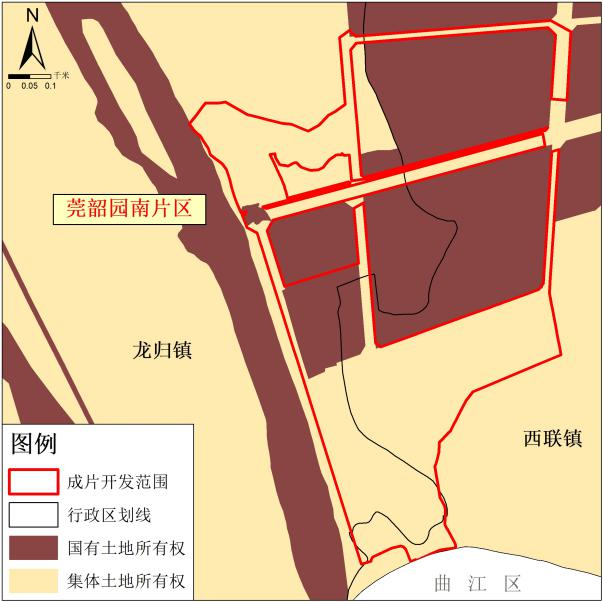 N
千米
0 0.05 0.1
莞韶园南片区
龙归镇
西联镇
图例
成片开发范围
行政区划线
国有土地所有权
集体土地所有权
曲江区